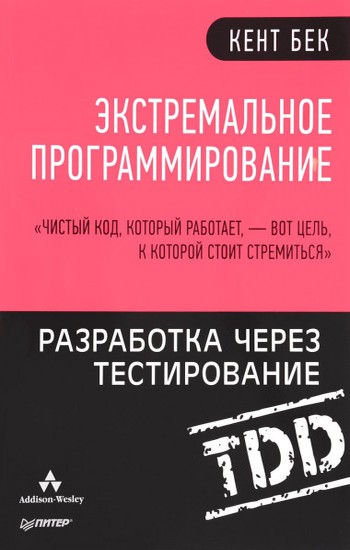 КЕНТ БЕК
ЭКСТРЕМАЛЬНОЕ
ПРОГРАММИРОВАНИЕ
«ЧИСТЫЙ КОД, КОТОРЫЙ РАБОТАЕТ, — ВОТ ЦЕЛЬ,
К КОТОРОЙ СТОИТ СТРЕМИТЬСЯ»
РАЗРАБОТКА ЧЕРЕЗ
ТЕСТИРОВАНИЕ
TDD
Addison-Wesley
ПИТЕР